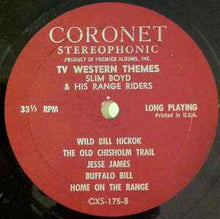 CORONET
STEREOPHONIC
PRODUCT OF PREMIER ALBUMS, INC.
TV WESTERN THEMES
SLIM BOYD
& HIS RANGE RIDERS
33⅓ RPM
LONG PLAYING
Printed in U.S.A.
WILD BILL HICKOK
THE OLD CHISHOLM TRAIL
JESSE JAMES
BUFFALO BILL
HOME ON THE RANGE
CXS-175-B